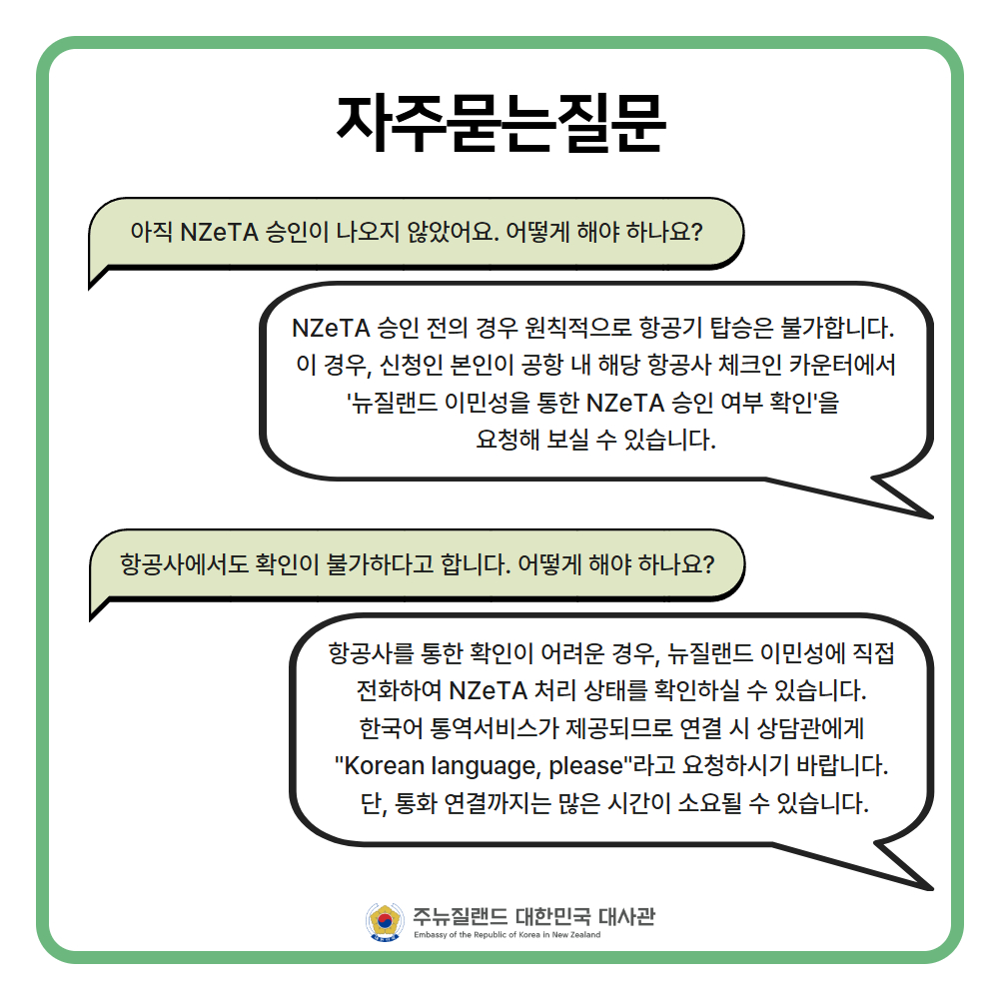 자주묻는질문
아직 NZeTA 승인이 나오지 않았어요. 어떻게 해야 하나요?
NZeTA 승인 전의 경우 원칙적으로 항공기 탑승은 불가합니다.
이 경우, 신청인 본인이 공항 내 해당 항공사 체크인 카운터에서
'뉴질랜드 이민성을 통한 NZeTA 승인 여부 확인'을
요청해 보실 수 있습니다.
항공사에서도 확인이 불가하다고 합니다. 어떻게 해야 하나요?
항공사를 통한 확인이 어려운 경우, 뉴질랜드 이민성에 직접
전화하여 NZeTA 처리 상태를 확인하실 수 있습니다.
한국어 통역서비스가 제공되므로 연결 시 상담관에게
"Korean language, please"라고 요청하시기 바랍니다.
단, 통화 연결까지는 많은 시간이 소요될 수 있습니다.
주뉴질랜드 대한민국 대사관
Embassy of the Republic of Korea in New Zealand